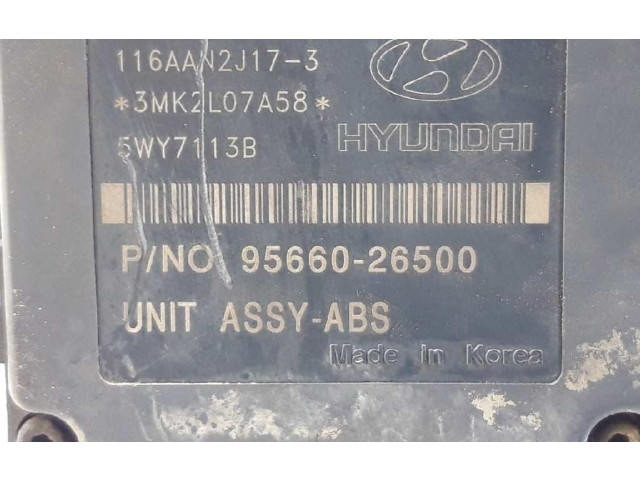 116AAN2J17-3
*3MK2L07A58*
5WY7113B
HYUNDAI
P/NO 95660-26500
UNIT ASSY-ABS
Made In Korea